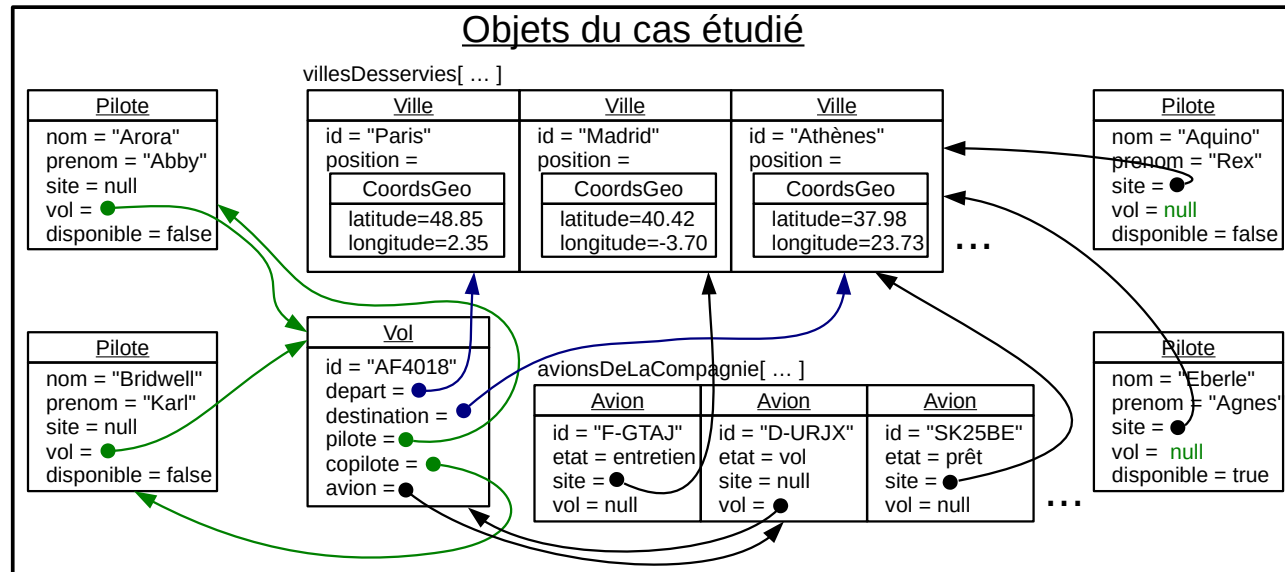 Objets du cas étudié
villesDesservies[ ... ]
Pilote
nom = "Arora"
prenom = "Abby"
site = null
vol =
disponible = false
Ville
id = "Paris"
position =
CoordsGeo
latitude=48.85
longitude=2.35
Ville
id = "Madrid"
position =
CoordsGeo
latitude=40.42
longitude=-3.70
Ville
id = "Athènes"
position =
CoordsGeo
latitude=37.98
longitude=23.73
...
Pilote
nom = "Aquino"
prenom = "Rex"
site =
vol = null
disponible = false
Pilote
nom = "Bridwell"
prenom = "Karl"
site = null
vol =
disponible = false
Vol
id = "AF4018"
depart =
destination =
pilote =
copilote =
avion =
avionsDeLaCompagnie[ ... ]
Avion
id = "F-GTAJ"
etat = entretien
site =
vol = null
Avion
id = "D-URJX"
etat = vol
site = null
vol =
Avion
id = "SK25BE"
etat = prêt
site =
vol = null
...
Pilote
nom = "Eberle"
prenom = "Agnes"
site =
vol = null
disponible = true